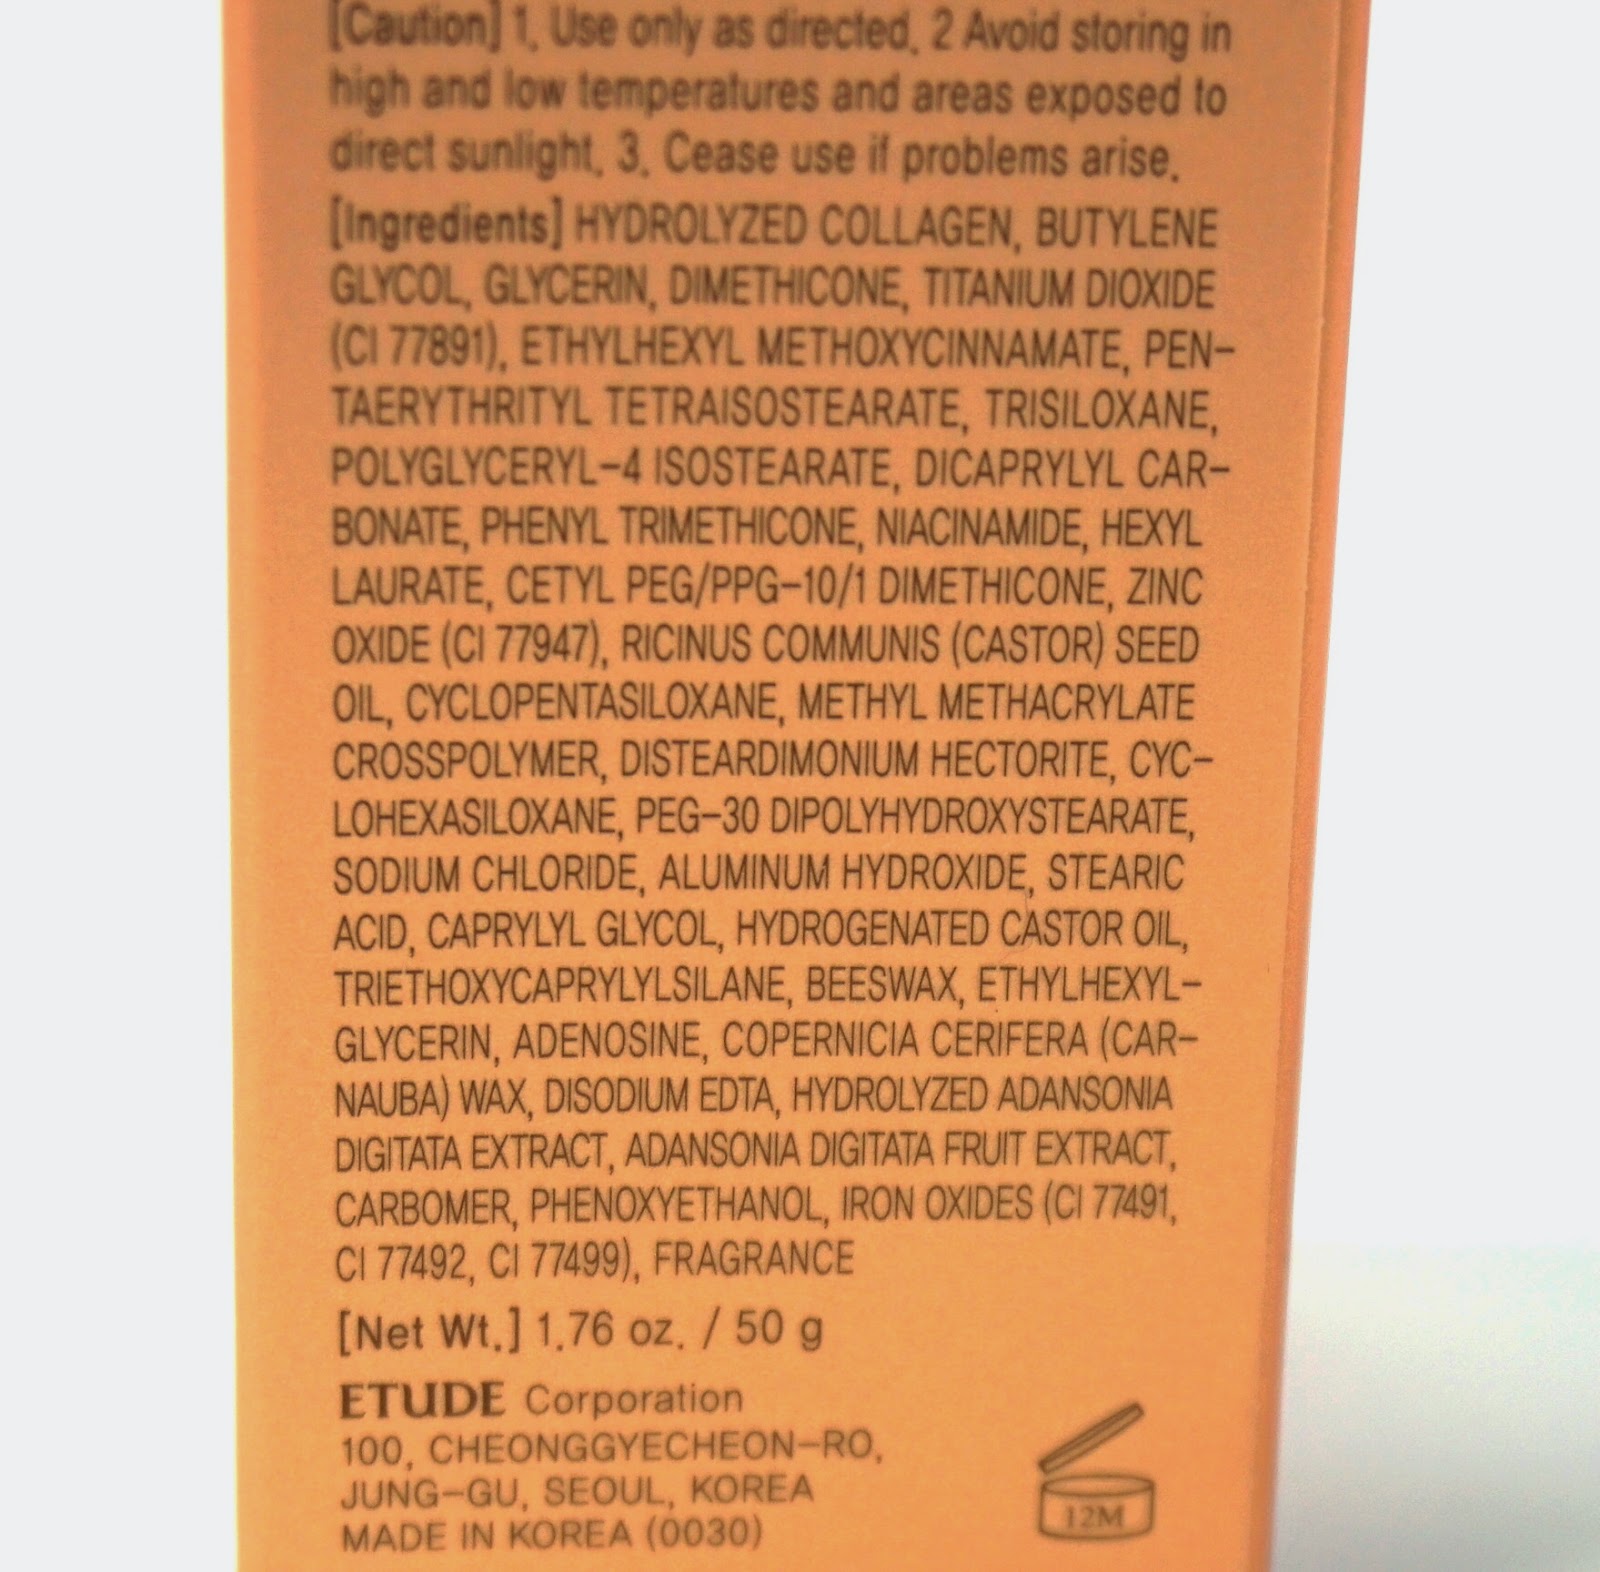 [Caution] 1. Use only as directed. 2 Avoid storing in
high and low temperatures and areas exposed to
direct sunlight. 3. Cease use if problems arise.
[Ingredients] HYDROLYZED COLLAGEN, BUTYLENE
GLYCOL, GLYCERIN, DIMETHICONE, TITANIUM DIOXIDE
(CI 77891), ETHYLHEXYL METHOXYCINNAMATE, PEN-
TAERYTHRITYL TETRAISOSTEARATE, TRISILOXANE,
POLYGLYCERYL-4 ISOSTEARATE, DICAPRYLYL CAR-
BONATE, PHENYL TRIMETHICONE, NIACINAMIDE, HEXYL
LAURATE, CETYL PEG/PPG-10/1 DIMETHICONE, ZINC
OXIDE (CI 77947), RICINUS COMMUNIS (CASTOR) SEED
OIL, CYCLOPENTASILOXANE, METHYL METHACRYLATE
CROSSPOLYMER, DISTEARDIMONIUM HECTORITE, CYC-
LOHEXASILOXANE, PEG-30 DIPOLYHYDROXYSTEARATE,
SODIUM CHLORIDE, ALUMINUM HYDROXIDE, STEARIC
ACID, CAPRYLYL GLYCOL, HYDROGENATED CASTOR OIL,
TRIETHOXYCAPRYLYLSILANE, BEESWAX, ETHYLHEXYL-
GLYCERIN, ADENOSINE, COPERNICIA CERIFERA (CAR-
NAUBA) WAX, DISODIUM EDTA, HYDROLYZED ADANSONIA
DIGITATA EXTRACT, ADANSONIA DIGITATA FRUIT EXTRACT,
CARBOMER, PHENOXYETHANOL, IRON OXIDES (CI 77491,
CI 77492, CI 77499), FRAGRANCE
[Net Wt.] 1.76 oz. / 50 g
ETUDE Corporation
100, CHEONGGYECHEON-RO,
JUNG-GU, SEOUL, KOREA
MADE IN KOREA (0030)
12M